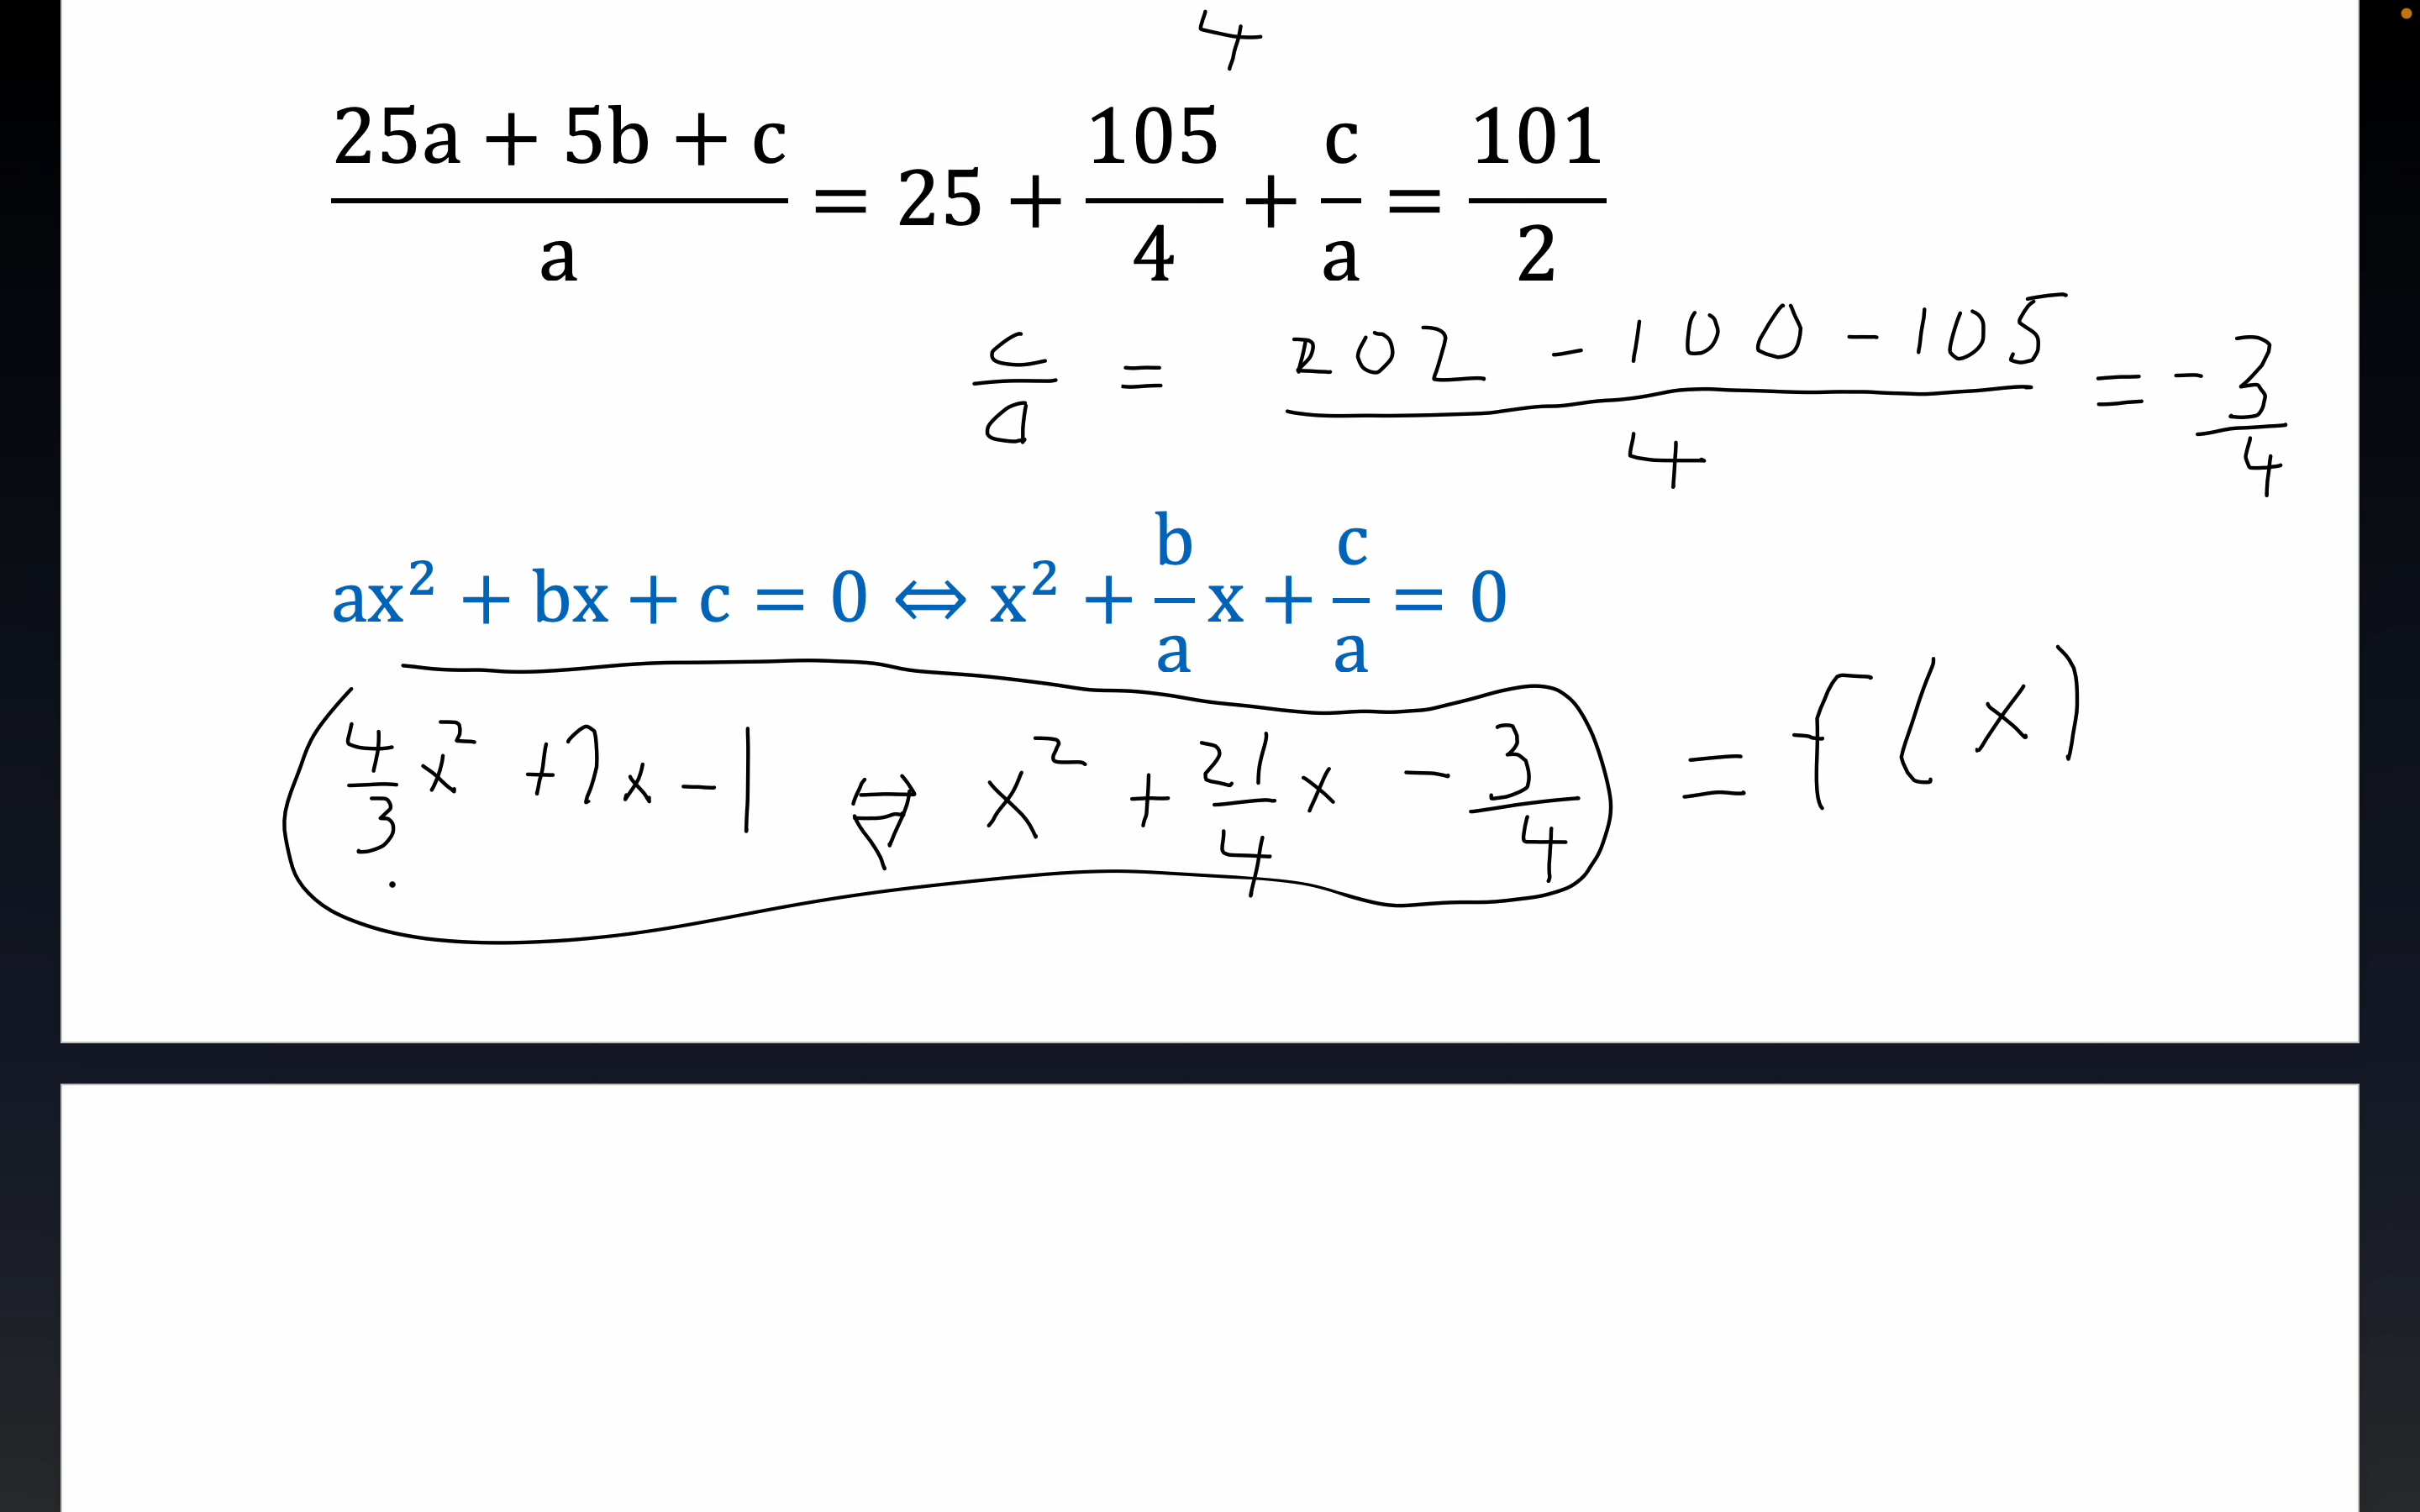 4
(25a + 5b + c)/a = 25 + 105/4 + c/a = 101/2
c/a = (202 - 100 - 105)/4 = -3/4
ax² + bx + c = 0 ⇔ x² + b/a x + c/a = 0
4/3 x² + 7x - 1 ⇔ x² + 21/4 x - 3/4 = f(x)